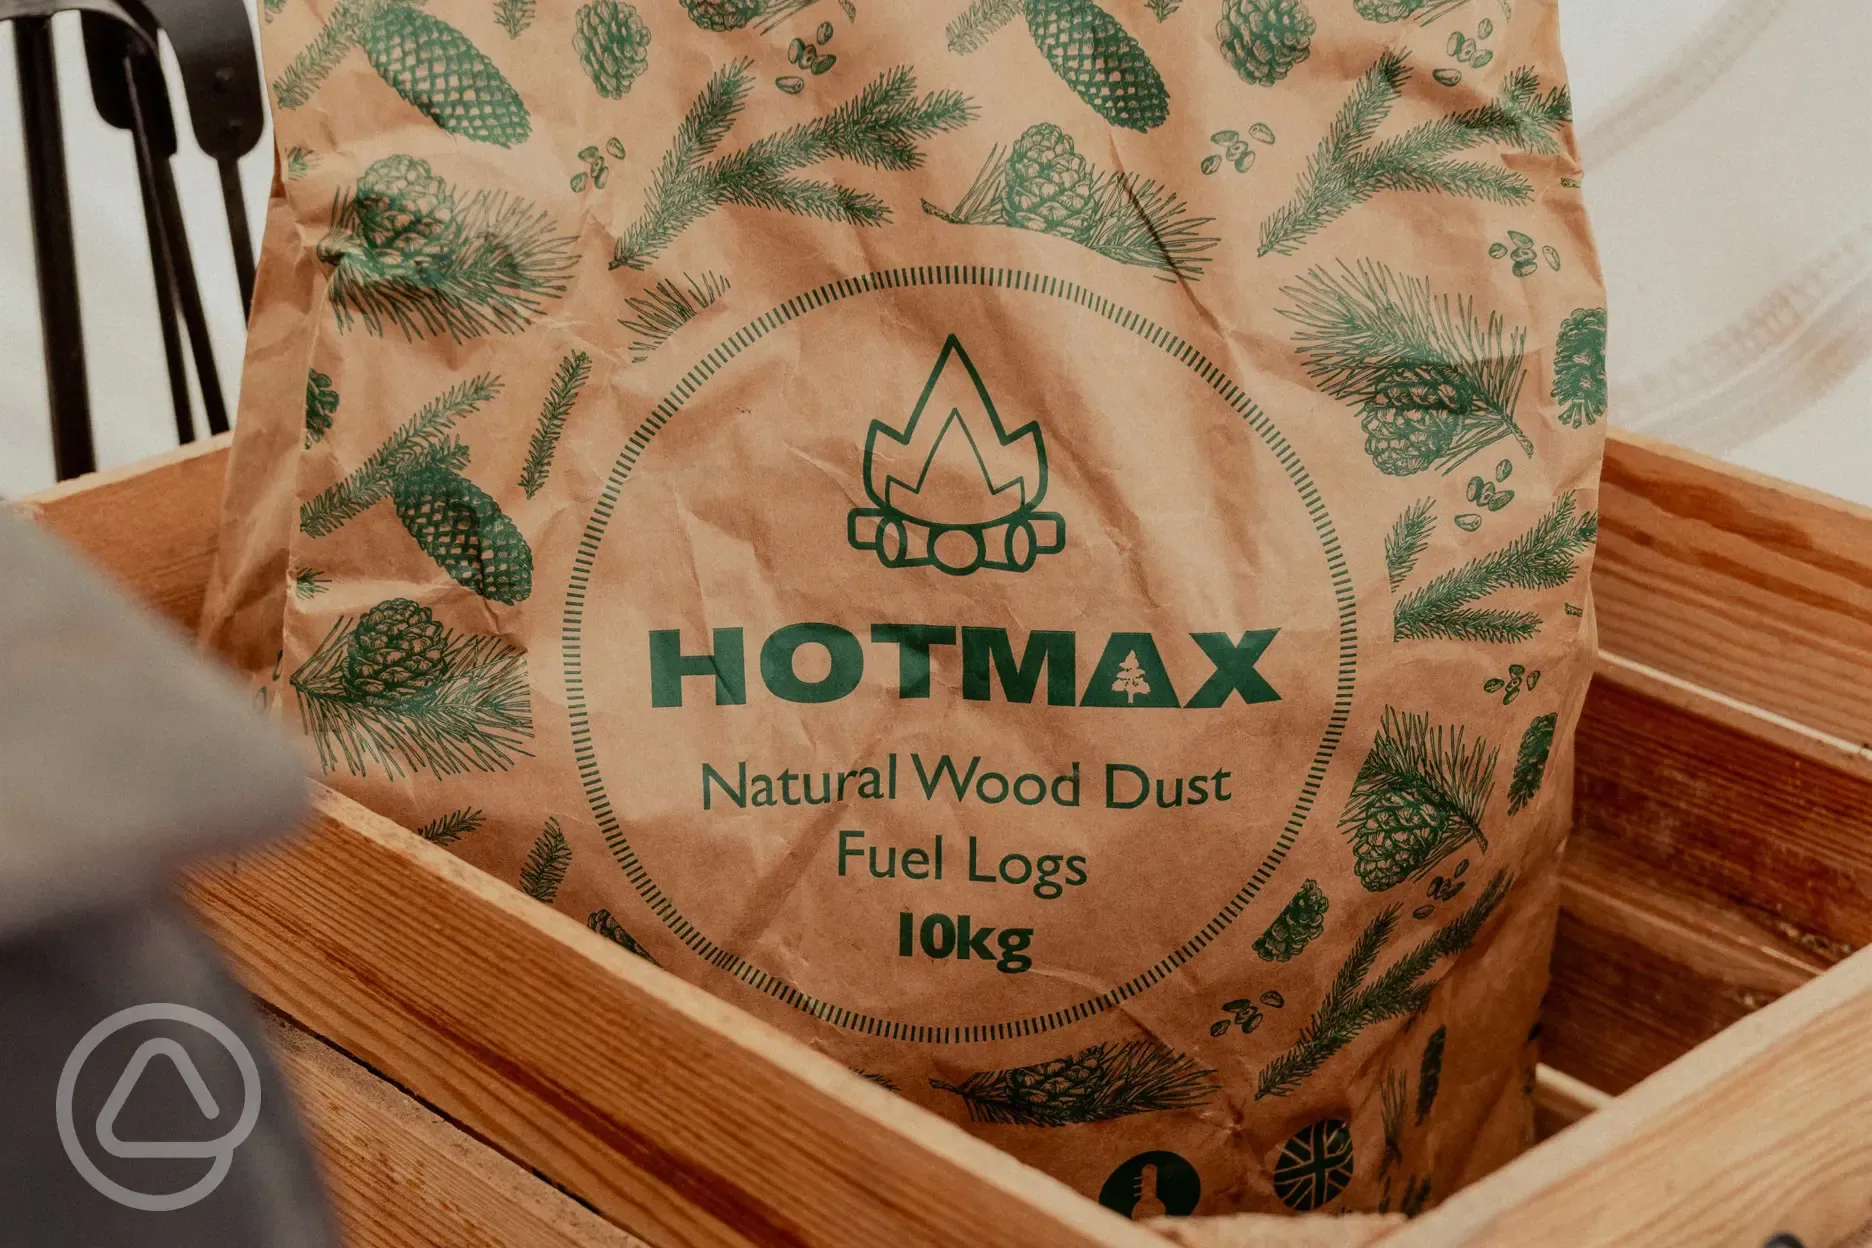 HOTMAX
Natural Wood Dust
Fuel Logs
10kg